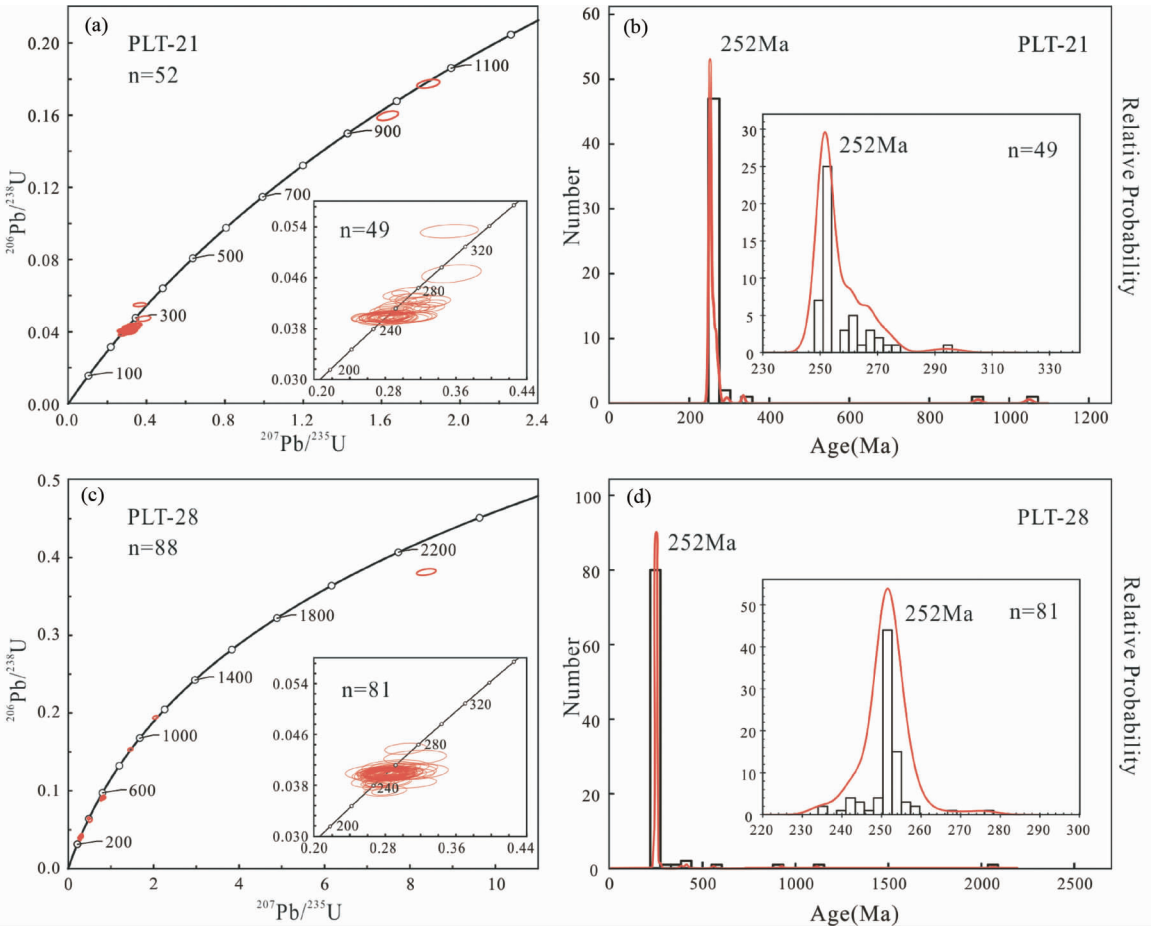 (a)
PLT-21
n=52
0.20
0.16
0.12
0.08
0.04
0.00
206Pb/238U
1100
900
700
500
300
100
n=49
0.054
0.046
0.038
0.030
320
280
240
200
0.20 0.28 0.36 0.44
0 0.4 0.8 1.2 1.6 2.0 2.4
207Pb/235U
(b)
252Ma
PLT-21
60
50
40
30
20
10
0
Number
Relative Probability
252Ma
n=49
30
25
20
15
10
5
0
230 250 270 290 310 330
0 200 400 600 800 1000 1200
Age(Ma)
(c)
PLT-28
n=88
0.5
0.4
0.3
0.2
0.1
0.0
206Pb/238U
2200
1800
1400
1000
600
200
n=81
0.054
0.046
0.038
0.030
320
280
240
200
0.20 0.28 0.36 0.44
0 2 4 6 8 10
207Pb/235U
(d)
252Ma
PLT-28
100
80
60
40
20
0
Number
Relative Probability
252Ma
n=81
50
40
30
20
10
0
220 230 240 250 260 270 280 290 300
0 500 1000 1500 2000 2500
Age(Ma)